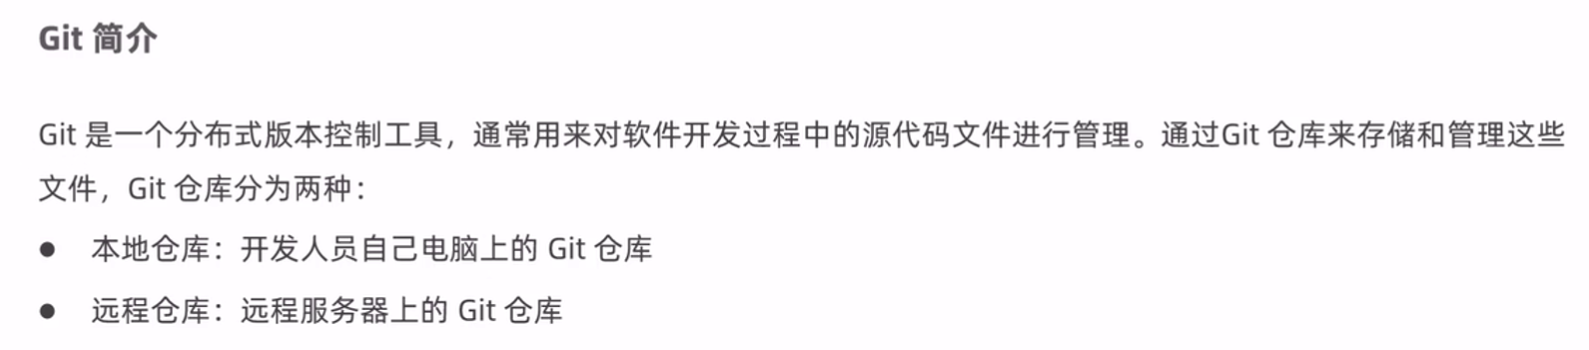 Git 简介
Git 是一个分布式版本控制工具，通常用来对软件开发过程中的源代码文件进行管理。通过Git 仓库来存储和管理这些
文件，Git 仓库分为两种：
● 本地仓库：开发人员自己电脑上的 Git 仓库
● 远程仓库：远程服务器上的 Git 仓库